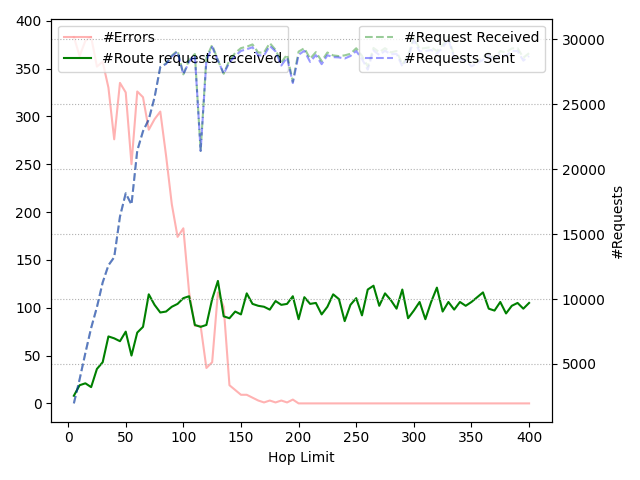 #Errors
#Route requests received
#Request Received
#Requests Sent
400
350
300
250
200
150
100
50
0
30000
25000
20000
15000
10000
5000
#Requests
0 50 100 150 200 250 300 350 400
Hop Limit